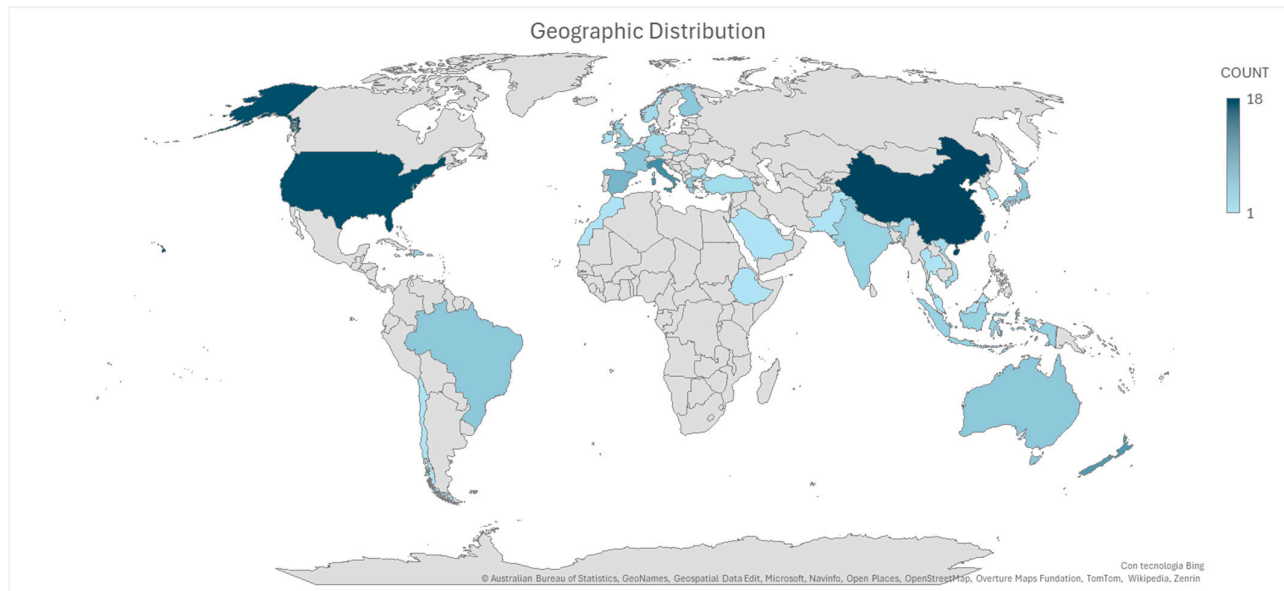 Geographic Distribution
COUNT
18
1
Con tecnologia Bing
© Australian Bureau of Statistics, GeoNames, Geospatial Data Edit, Microsoft, Navinfo, Open Places, OpenStreetMap, Overture Maps Fundation, TomTom, Wikipedia, Zenrin